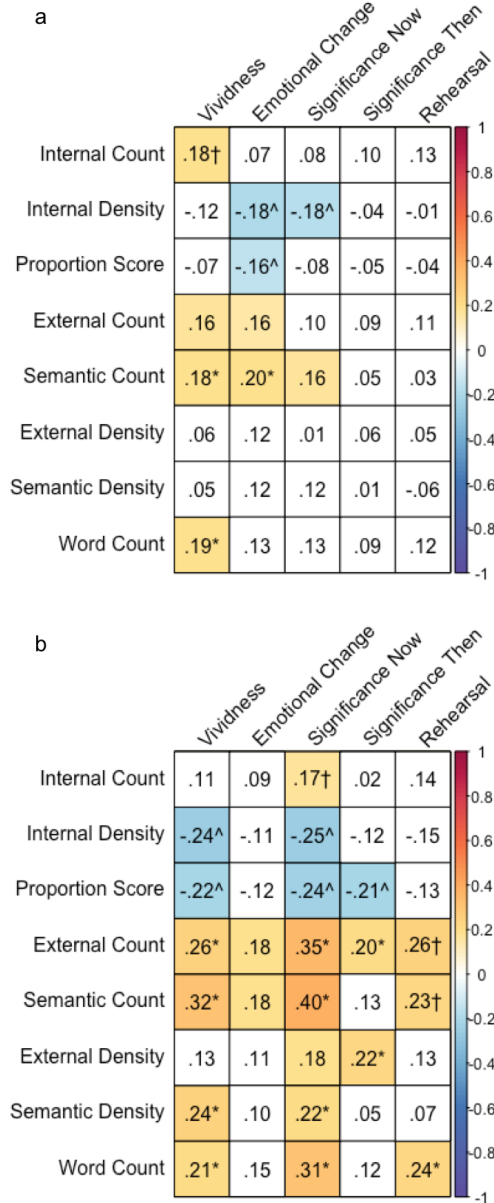 a
Vividness Emotional Change Significance Now Significance Then Rehearsal
Internal Count .18† .07 .08 .10 .13
Internal Density -.12 -.18^ -.18^ -.04 -.01
Proportion Score -.07 -.16^ -.08 -.05 -.04
External Count .16 .16 .10 .09 .11
Semantic Count .18* .20* .16 .05 .03
External Density .06 .12 .01 .06 .05
Semantic Density .05 .12 .12 .01 -.06
Word Count .19* .13 .13 .09 .12
1
0.8
0.6
0.4
0.2
0
-0.2
-0.4
-0.6
-0.8
-1
b
Vividness Emotional Change Significance Now Significance Then Rehearsal
Internal Count .11 .09 .17† .02 .14
Internal Density -.24^ -.11 -.25^ -.12 -.15
Proportion Score -.22^ -.12 -.24^ -.21^ -.13
External Count .26* .18 .35* .20* .26†
Semantic Count .32* .18 .40* .13 .23†
External Density .13 .11 .18 .22* .13
Semantic Density .24* .10 .22* .05 .07
Word Count .21* .15 .31* .12 .24*
1
0.8
0.6
0.4
0.2
0
-0.2
-0.4
-0.6
-0.8
-1